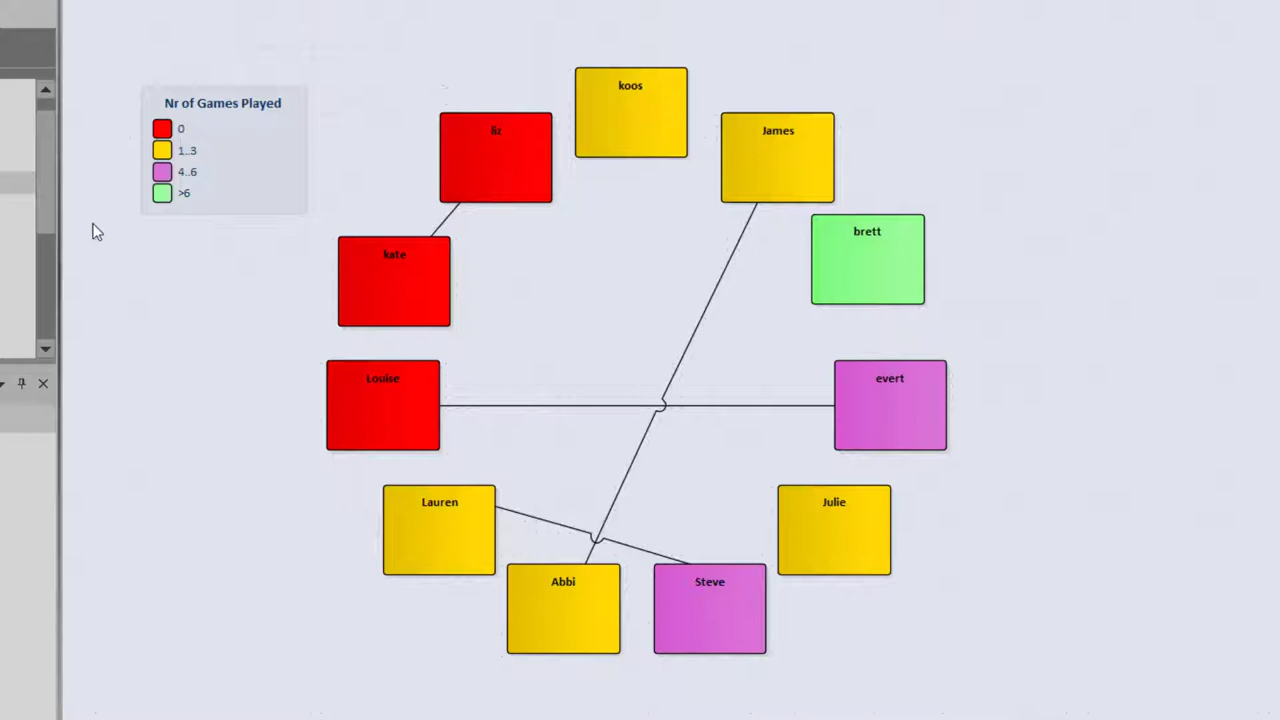 Nr of Games Played
0
1..3
4..6
>6
koos
liz
James
brett
kate
Louise
evert
Lauren
Julie
Abbi
Steve